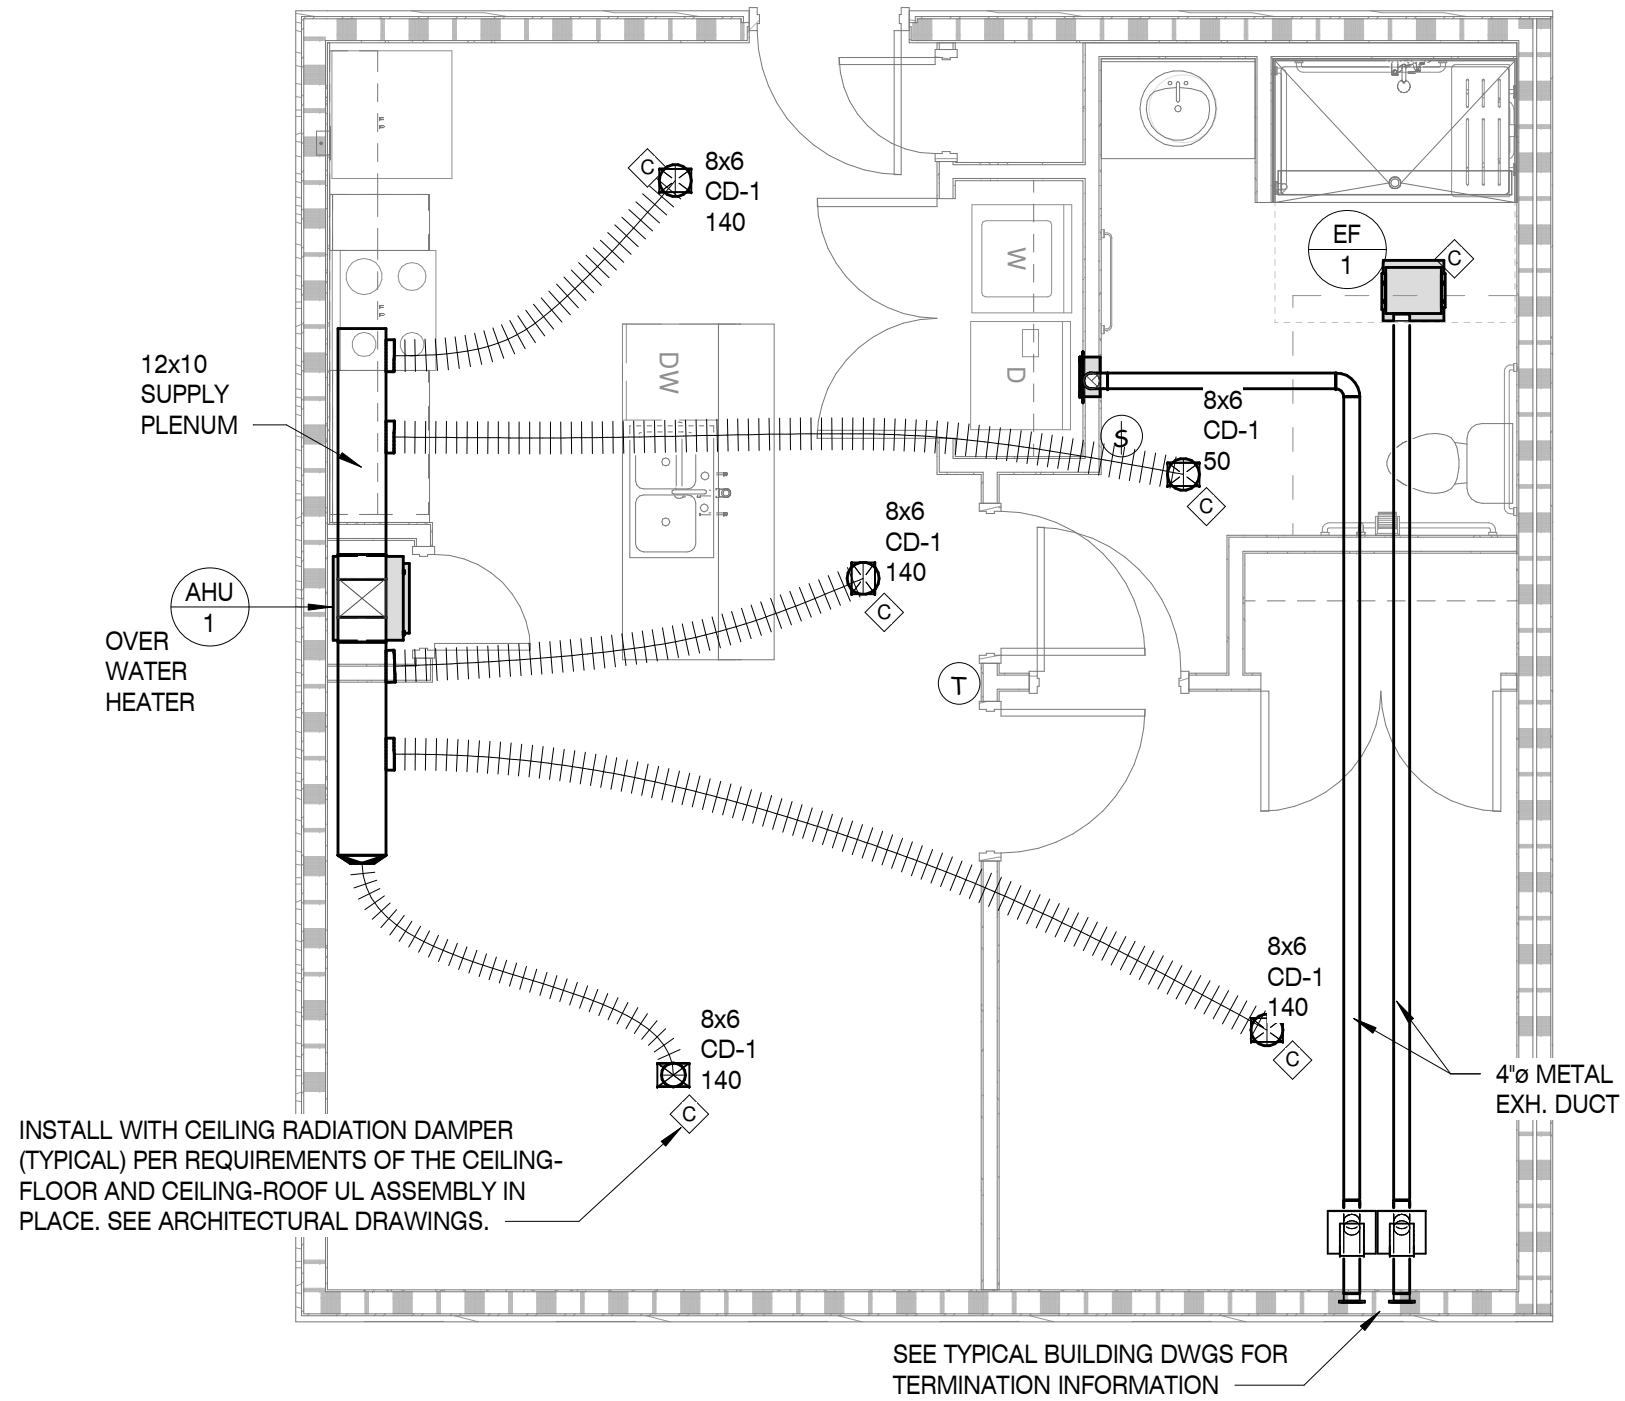 C
8x6
CD-1
140
W
EF
1
C
12x10
SUPPLY
PLENUM
DW
D
S
8x6
CD-1
50
C
8x6
CD-1
140
C
AHU
1
OVER
WATER
HEATER
T
8x6
CD-1
140
C
8x6
CD-1
140
C
4"ø METAL
EXH. DUCT
INSTALL WITH CEILING RADIATION DAMPER
(TYPICAL) PER REQUIREMENTS OF THE CEILING-
FLOOR AND CEILING-ROOF UL ASSEMBLY IN
PLACE. SEE ARCHITECTURAL DRAWINGS.
SEE TYPICAL BUILDING DWGS FOR
TERMINATION INFORMATION